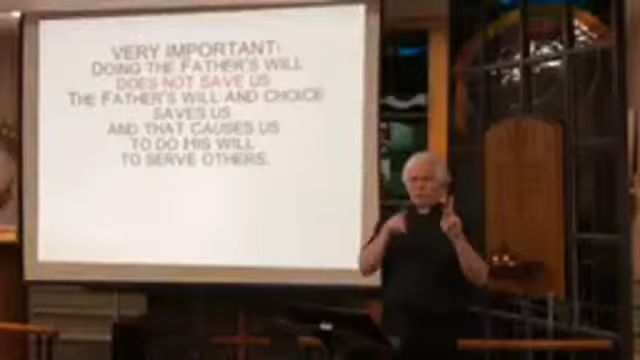 VERY IMPORTANT:
DOING THE FATHER'S WILL
DOES NOT SAVE US
THE FATHER'S WILL AND CHOICE
SAVES US
AND THAT CAUSES US
TO DO HIS WILL
TO SERVE OTHERS.